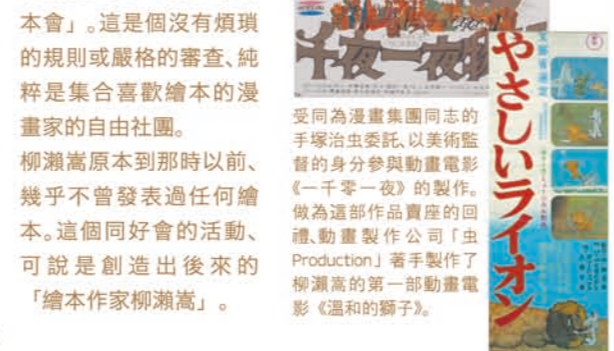 本會」。這是個沒有煩瑣
的規則或嚴格的審查、純
粹是集合喜歡繪本的漫
畫家的自由社團。
柳瀨嵩原本到那時以前、
幾乎不曾發表過任何繪
本。這個同好會的活動、
可說是創造出後來的
「繪本作家柳瀨嵩」。
千夜一夜物
受同為漫畫集團同志的
手塚治虫委託、以美術監
督的身分參與動畫電影
《一千零一夜》的製作。
做為這部作品賣座的回
禮、動畫製作公司「虫
Production」著手製作了
柳瀨嵩的第一部動畫電
影《溫和的獅子》。
やさしいライオン